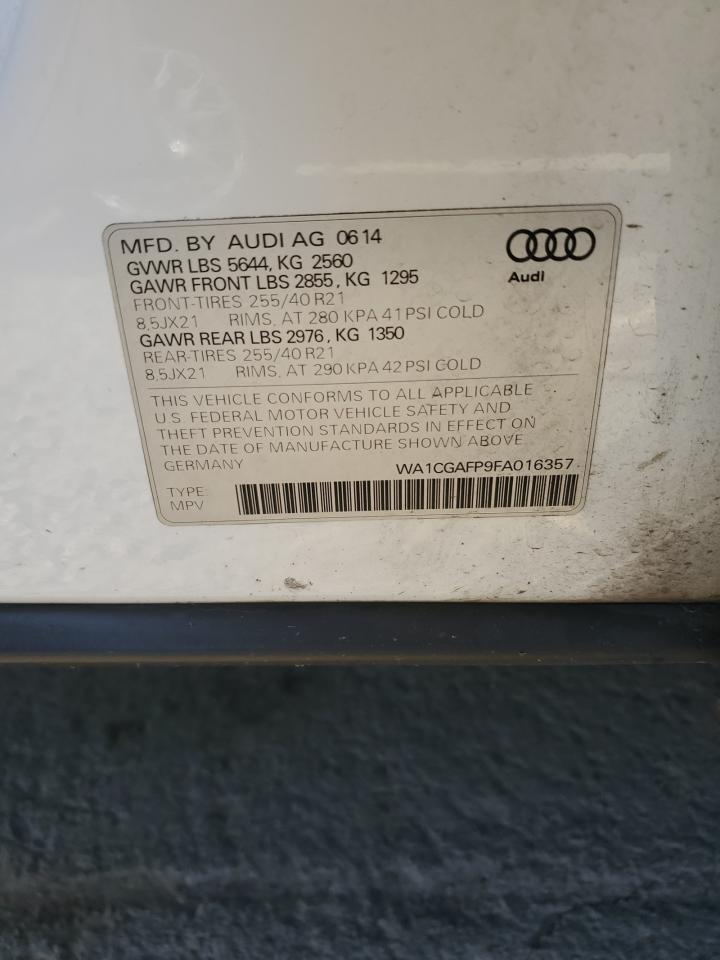 MFD. BY AUDI AG 06 14
GVWR LBS 5644, KG 2560
GAWR FRONT LBS 2855, KG 1295
FRONT-TIRES 255/40 R21
8,5JX21 RIMS, AT 280 KPA 41 PSI COLD
GAWR REAR LBS 2976, KG 1350
REAR-TIRES 255/40 R21
8,5JX21 RIMS, AT 290 KPA 42 PSI COLD
Audi
THIS VEHICLE CONFORMS TO ALL APPLICABLE
U.S. FEDERAL MOTOR VEHICLE SAFETY AND
THEFT PREVENTION STANDARDS IN EFFECT ON
THE DATE OF MANUFACTURE SHOWN ABOVE
GERMANY WA1CGAFP9FA016357
TYPE:
MPV